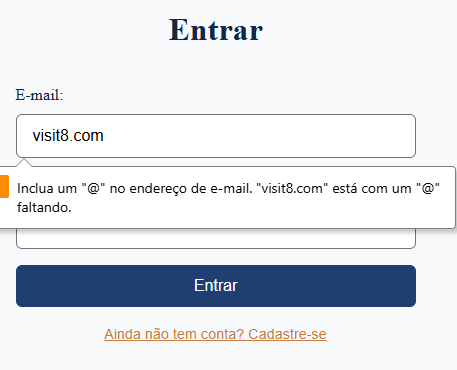 Entrar
E-mail:
visit8.com
Inclua um "@" no endereço de e-mail. "visit8.com" está com um "@"
faltando.
Entrar
Ainda não tem conta? Cadastre-se